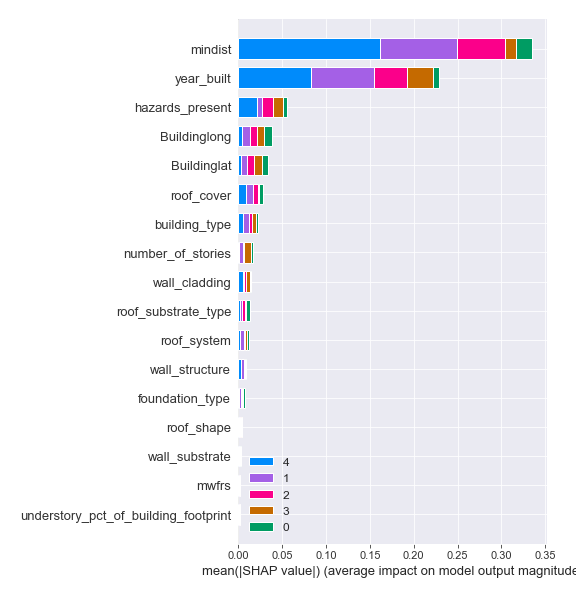 mindist
year_built
hazards_present
Buildinglong
Buildinglat
roof_cover
building_type
number_of_stories
wall_cladding
roof_substrate_type
roof_system
wall_structure
foundation_type
roof_shape
wall_substrate
mwfrs
understory_pct_of_building_footprint
4
1
2
3
0
0.00 0.05 0.10 0.15 0.20 0.25 0.30 0.35
mean(|SHAP value|) (average impact on model output magnitude